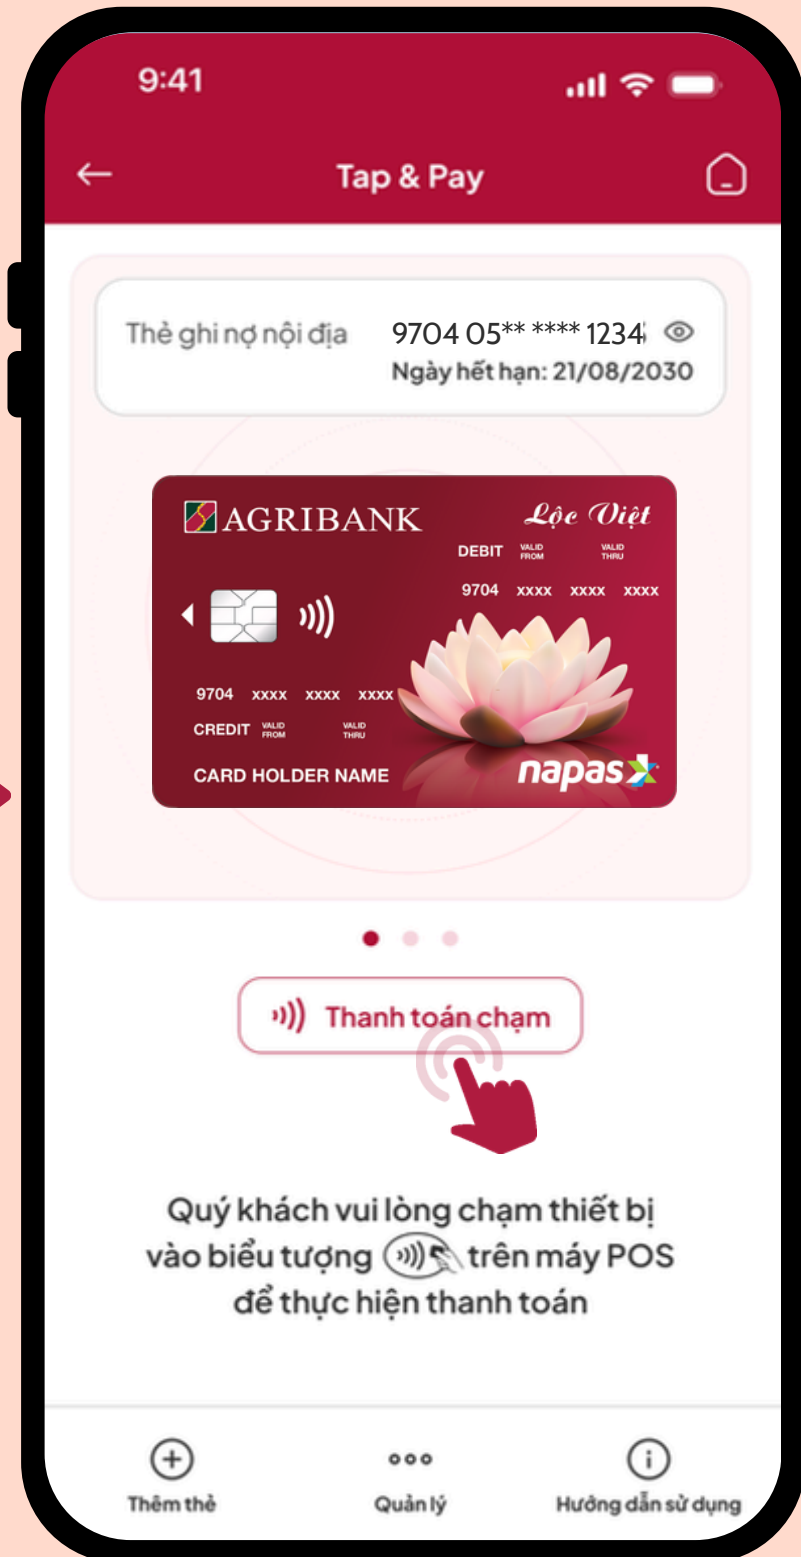 9:41
Tap & Pay
Thẻ ghi nợ nội địa 9704 05** **** 1234
Ngày hết hạn: 21/08/2030
AGRIBANK Lộc Việt
DEBIT VALID FROM VALID THRU
9704 xxxx xxxx xxxx
9704 xxxx xxxx xxxx
CREDIT VALID FROM VALID THRU
CARD HOLDER NAME napas
Thanh toán chạm
Quý khách vui lòng chạm thiết bị
vào biểu tượng trên máy POS
để thực hiện thanh toán
Thêm thẻ Quản lý Hướng dẫn sử dụng